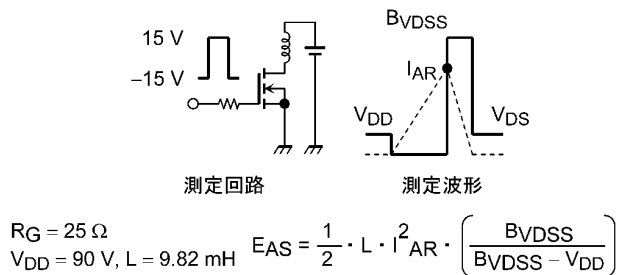 15 V
−15 V
BVDSS
IAR
VDD
VDS
測定回路
測定波形
RG = 25 Ω
VDD = 90 V, L = 9.82 mH
EAS = 1/2 · L · I²AR · (BVDSS / (BVDSS − VDD))